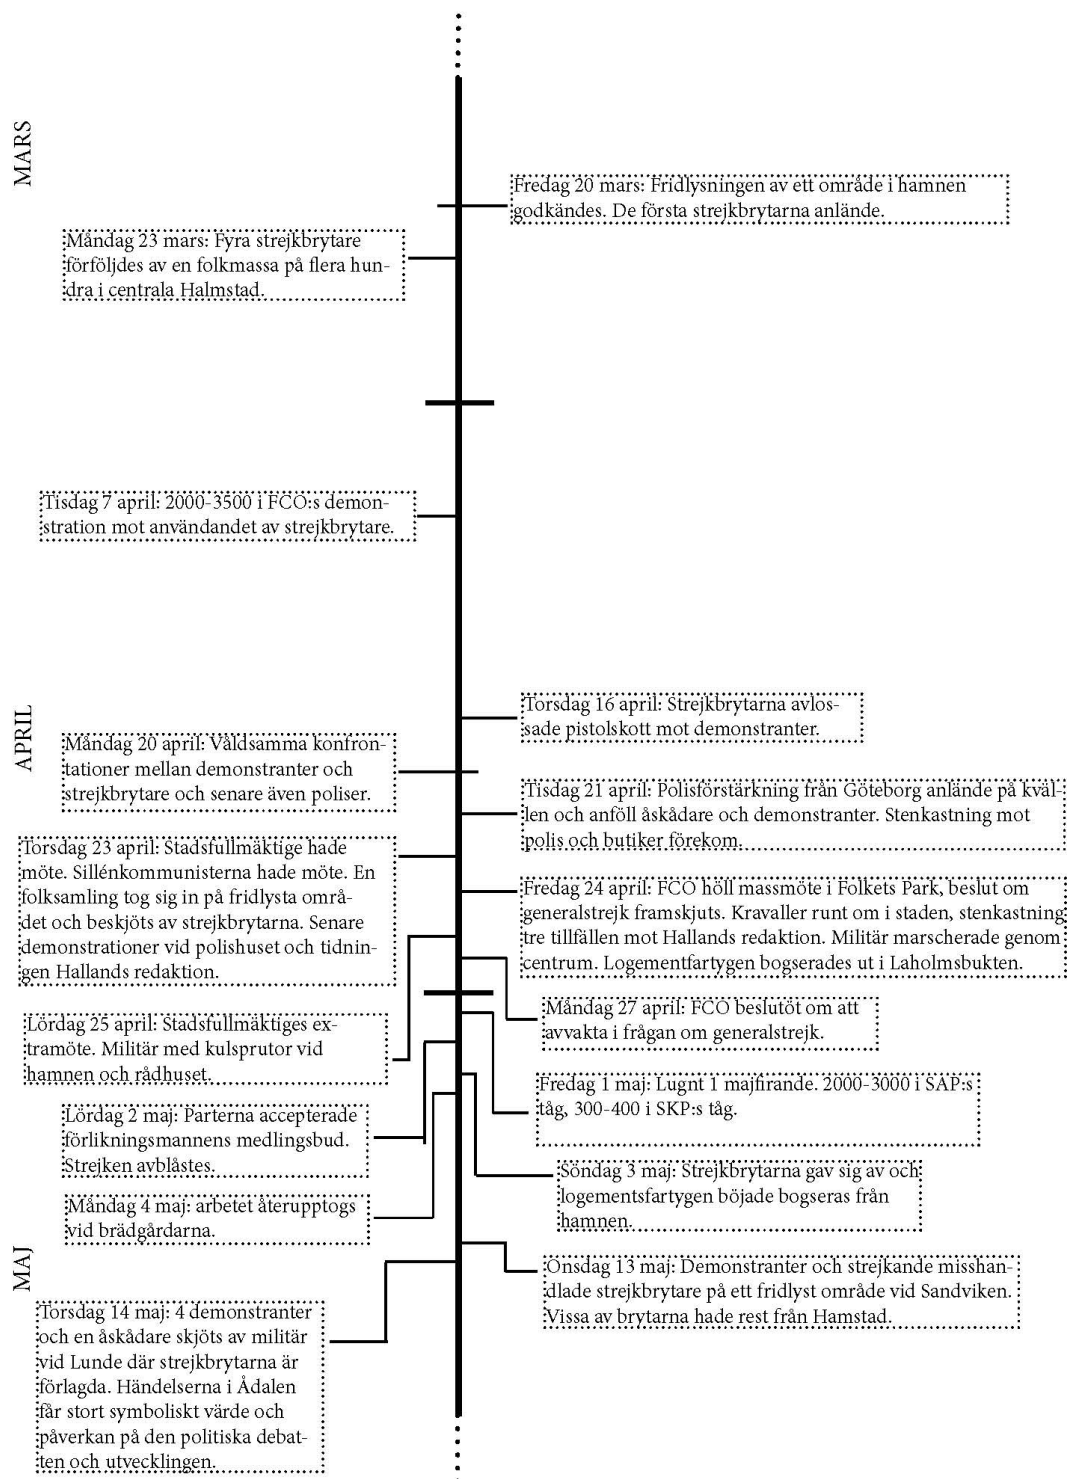 MARS
Fredag 20 mars: Fridlysningen av ett område i hamnen
godkändes. De första strejkbrytarna anlände.
Måndag 23 mars: Fyra strejkbrytare
förföljdes av en folkmassa på flera hun-
dra i centrala Halmstad.
Tisdag 7 april: 2000-3500 i FCO:s demon-
stration mot användandet av strejkbrytare.
APRIL
Torsdag 16 april: Strejkbrytarna avlos-
sade pistolskott mot demonstranter.
Måndag 20 april: Våldsamma konfron-
tationer mellan demonstranter och
strejkbrytare och senare även poliser.
Tisdag 21 april: Polisförstärkning från Göteborg anlände på kväl-
len och anföll åskådare och demonstranter. Stenkastning mot
polis och butiker förekom.
Torsdag 23 april: Stadsfullmäktige hade
möte. Sillénkommunisterna hade möte. En
folksamling tog sig in på fridlysta områ-
det och besköts av strejkbrytarna. Senare
demonstrationer vid polishuset och tidnin-
gen Hallands redaktion.
Fredag 24 april: FCO höll massmöte i Folkets Park, beslut om
generalstrejk framskjuts. Kravaller runt om i staden, stenkastning
tre tillfällen mot Hallands redaktion. Militär marscherade genom
centrum. Logementfartygen bogserades ut i Laholmsbukten.
Lördag 25 april: Stadsfullmäktiges ex-
tramöte. Militär med kulsprutor vid
hamnen och rådhuset.
Måndag 27 april: FCO beslutöt om att
avvakta i frågan om generalstrejk.
Fredag 1 maj: Lugnt 1 majfirande. 2000-3000 i SAP:s
tåg, 300-400 i SKP:s tåg.
Lördag 2 maj: Parterna accepterade
förlikningsmannens medlingsbud.
Strejken avblåstes.
Söndag 3 maj: Strejkbrytarna gav sig av och
logementsfartygen böjade bogseras från
hamnen.
Måndag 4 maj: arbetet återupptogs
vid brädgårdarna.
MAJ
Onsdag 13 maj: Demonstranter och strejkande misshan-
dlade strejkbrytare på ett fridlyst område vid Sandviken.
Vissa av brytarna hade rest från Hamstad.
Torsdag 14 maj: 4 demonstranter
och en åskådare skjöts av militär
vid Lunde där strejkbrytarna är
förlagda. Händelserna i Ådalen
får stort symboliskt värde och
påverkan på den politiska debat-
ten och utvecklingen.